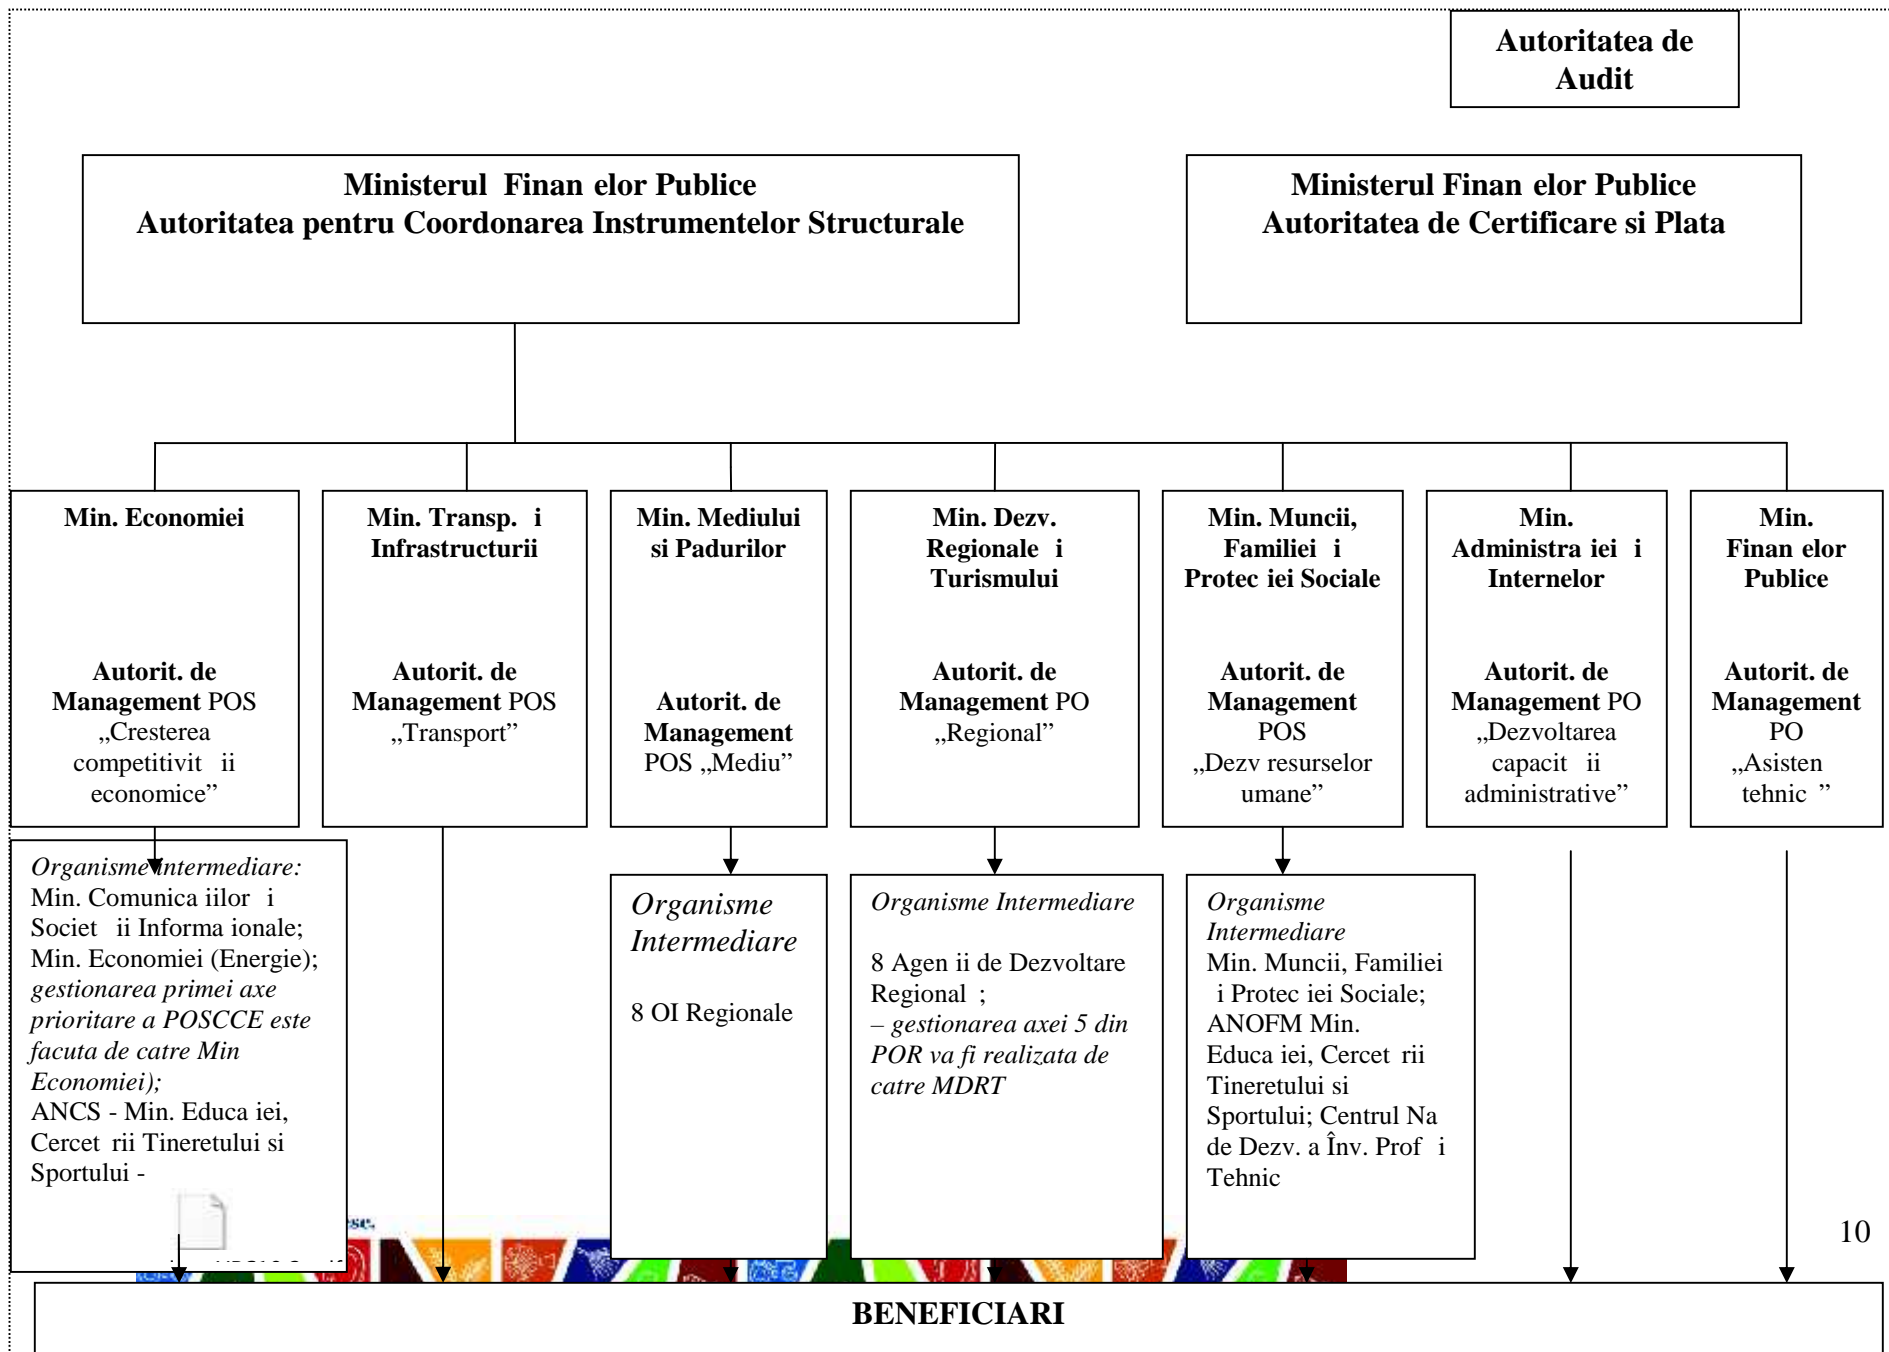 Autoritatea de
Audit
Ministerul Finan elor Publice
Autoritatea pentru Coordonarea Instrumentelor Structurale
Ministerul Finan elor Publice
Autoritatea de Certificare si Plata
Min. Economiei
Autorit. de
Management POS
„Cresterea
competitivit ii
economice”
Min. Transp. i
Infrastructurii
Autorit. de
Management POS
„Transport”
Min. Mediului
si Padurilor
Autorit. de
Management
POS „Mediu”
Min. Dezv.
Regionale i
Turismului
Autorit. de
Management PO
„Regional”
Min. Muncii,
Familiei i
Protec iei Sociale
Autorit. de
Management
POS
„Dezv resurselor
umane”
Min.
Administra iei i
Internelor
Autorit. de
Management PO
„Dezvoltarea
capacit ii
administrative”
Min.
Finan elor
Publice
Autorit. de
Management
PO
„Asisten
tehnic ”
Organisme intermediare:
Min. Comunica iilor i
Societ ii Informa ionale;
Min. Economiei (Energie);
gestionarea primei axe
prioritare a POSCCE este
facuta de catre Min
Economiei);
ANCS - Min. Educa iei,
Cercet rii Tineretului si
Sportului -
Organisme
Intermediare
8 OI Regionale
Organisme Intermediare
8 Agen ii de Dezvoltare
Regional ;
– gestionarea axei 5 din
POR va fi realizata de
catre MDRT
Organisme
Intermediare
Min. Muncii, Familiei
i Protec iei Sociale;
ANOFM Min.
Educa iei, Cercet rii
Tineretului si
Sportului; Centrul Na
de Dezv. a Înv. Prof i
Tehnic
10
BENEFICIARI